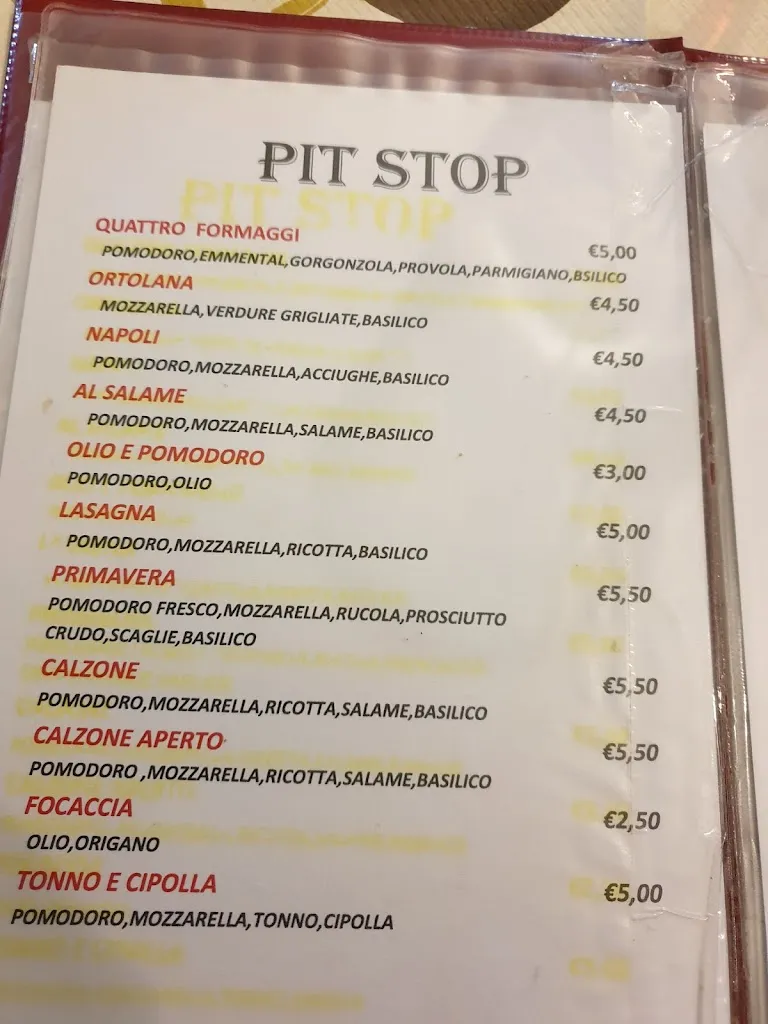 PIT STOP
QUATTRO FORMAGGI €5,00
POMODORO,EMMENTAL,GORGONZOLA,PROVOLA,PARMIGIANO,BSILICO
ORTOLANA €4,50
MOZZARELLA,VERDURE GRIGLIATE,BASILICO
NAPOLI €4,50
POMODORO,MOZZARELLA,ACCIUGHE,BASILICO
AL SALAME €4,50
POMODORO,MOZZARELLA,SALAME,BASILICO
OLIO E POMODORO €3,00
POMODORO,OLIO
LASAGNA €5,00
POMODORO,MOZZARELLA,RICOTTA,BASILICO
PRIMAVERA €5,50
POMODORO FRESCO,MOZZARELLA,RUCOLA,PROSCIUTTO
CRUDO,SCAGLIE,BASILICO
CALZONE €5,50
POMODORO,MOZZARELLA,RICOTTA,SALAME,BASILICO
CALZONE APERTO €5,50
POMODORO ,MOZZARELLA,RICOTTA,SALAME,BASILICO
FOCACCIA €2,50
OLIO,ORIGANO
TONNO E CIPOLLA €5,00
POMODORO,MOZZARELLA,TONNO,CIPOLLA